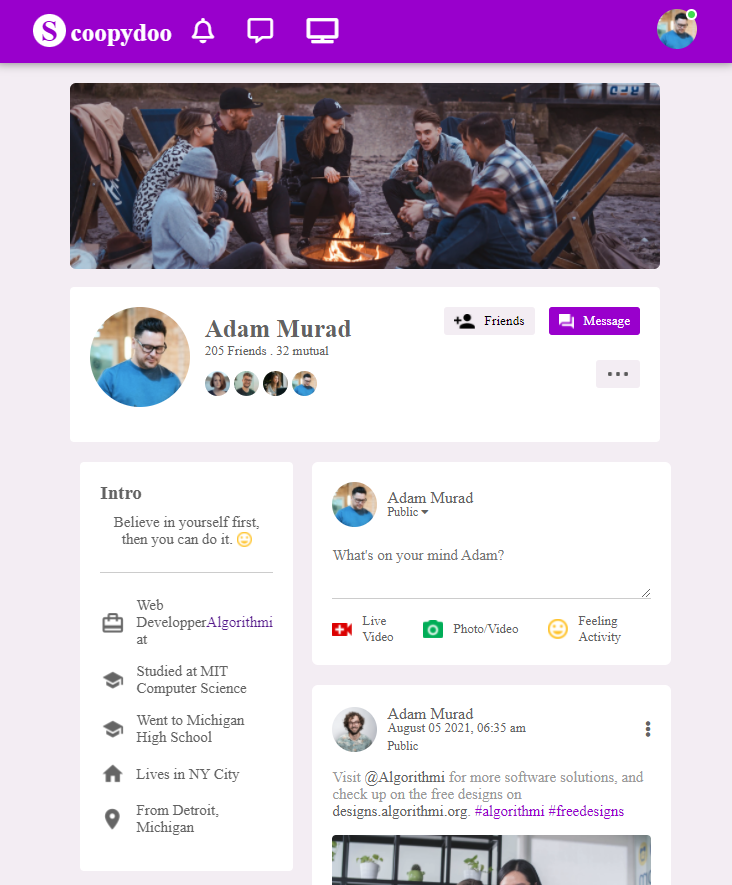 Scoopydoo
Adam Murad
205 Friends . 32 mutual
Friends
Message
Intro
Believe in yourself first,
then you can do it.
Web
DevelopperAlgorithmi
at
Studied at MIT
Computer Science
Went to Michigan
High School
Lives in NY City
From Detroit,
Michigan
Adam Murad
Public
What's on your mind Adam?
Live
Video
Photo/Video
Feeling
Activity
Adam Murad
August 05 2021, 06:35 am
Public
Visit @Algorithmi for more software solutions, and
check up on the free designs on
designs.algorithmi.org. #algorithmi #freedesigns